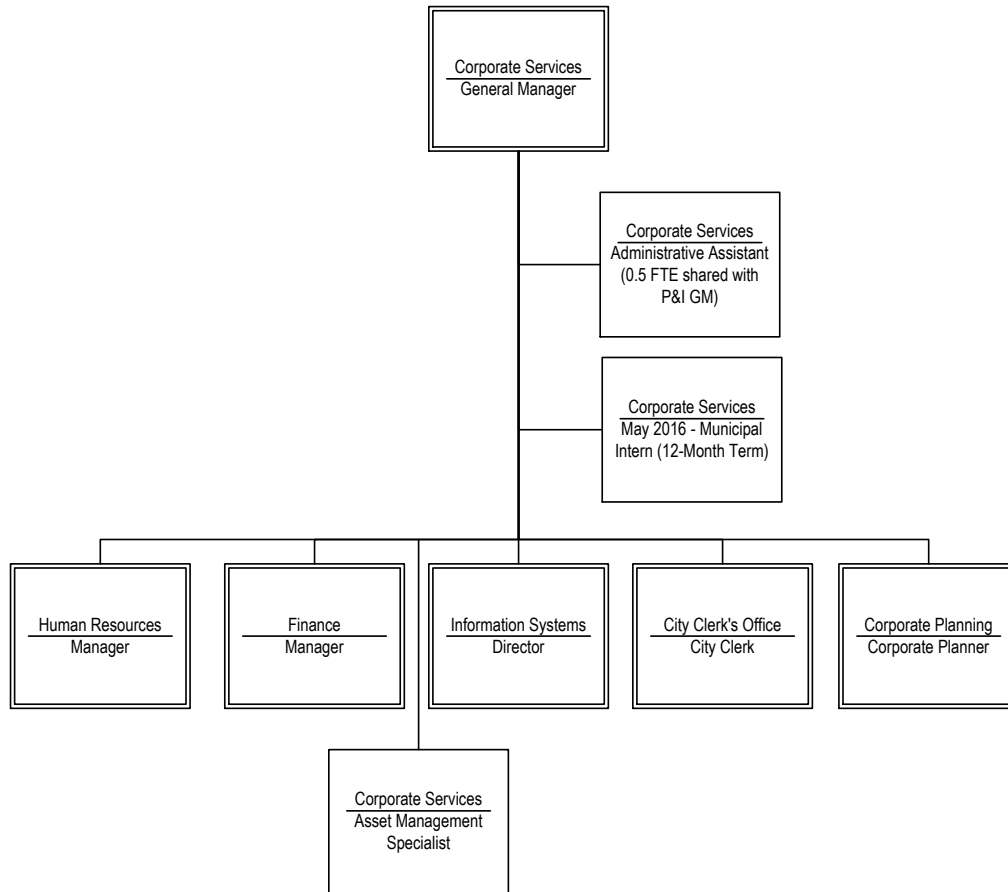 Corporate Services
General Manager
Corporate Services
Administrative Assistant
(0.5 FTE shared with
P&I GM)
Corporate Services
May 2016 - Municipal
Intern (12-Month Term)
Human Resources
Manager
Finance
Manager
Information Systems
Director
City Clerk's Office
City Clerk
Corporate Planning
Corporate Planner
Corporate Services
Asset Management
Specialist